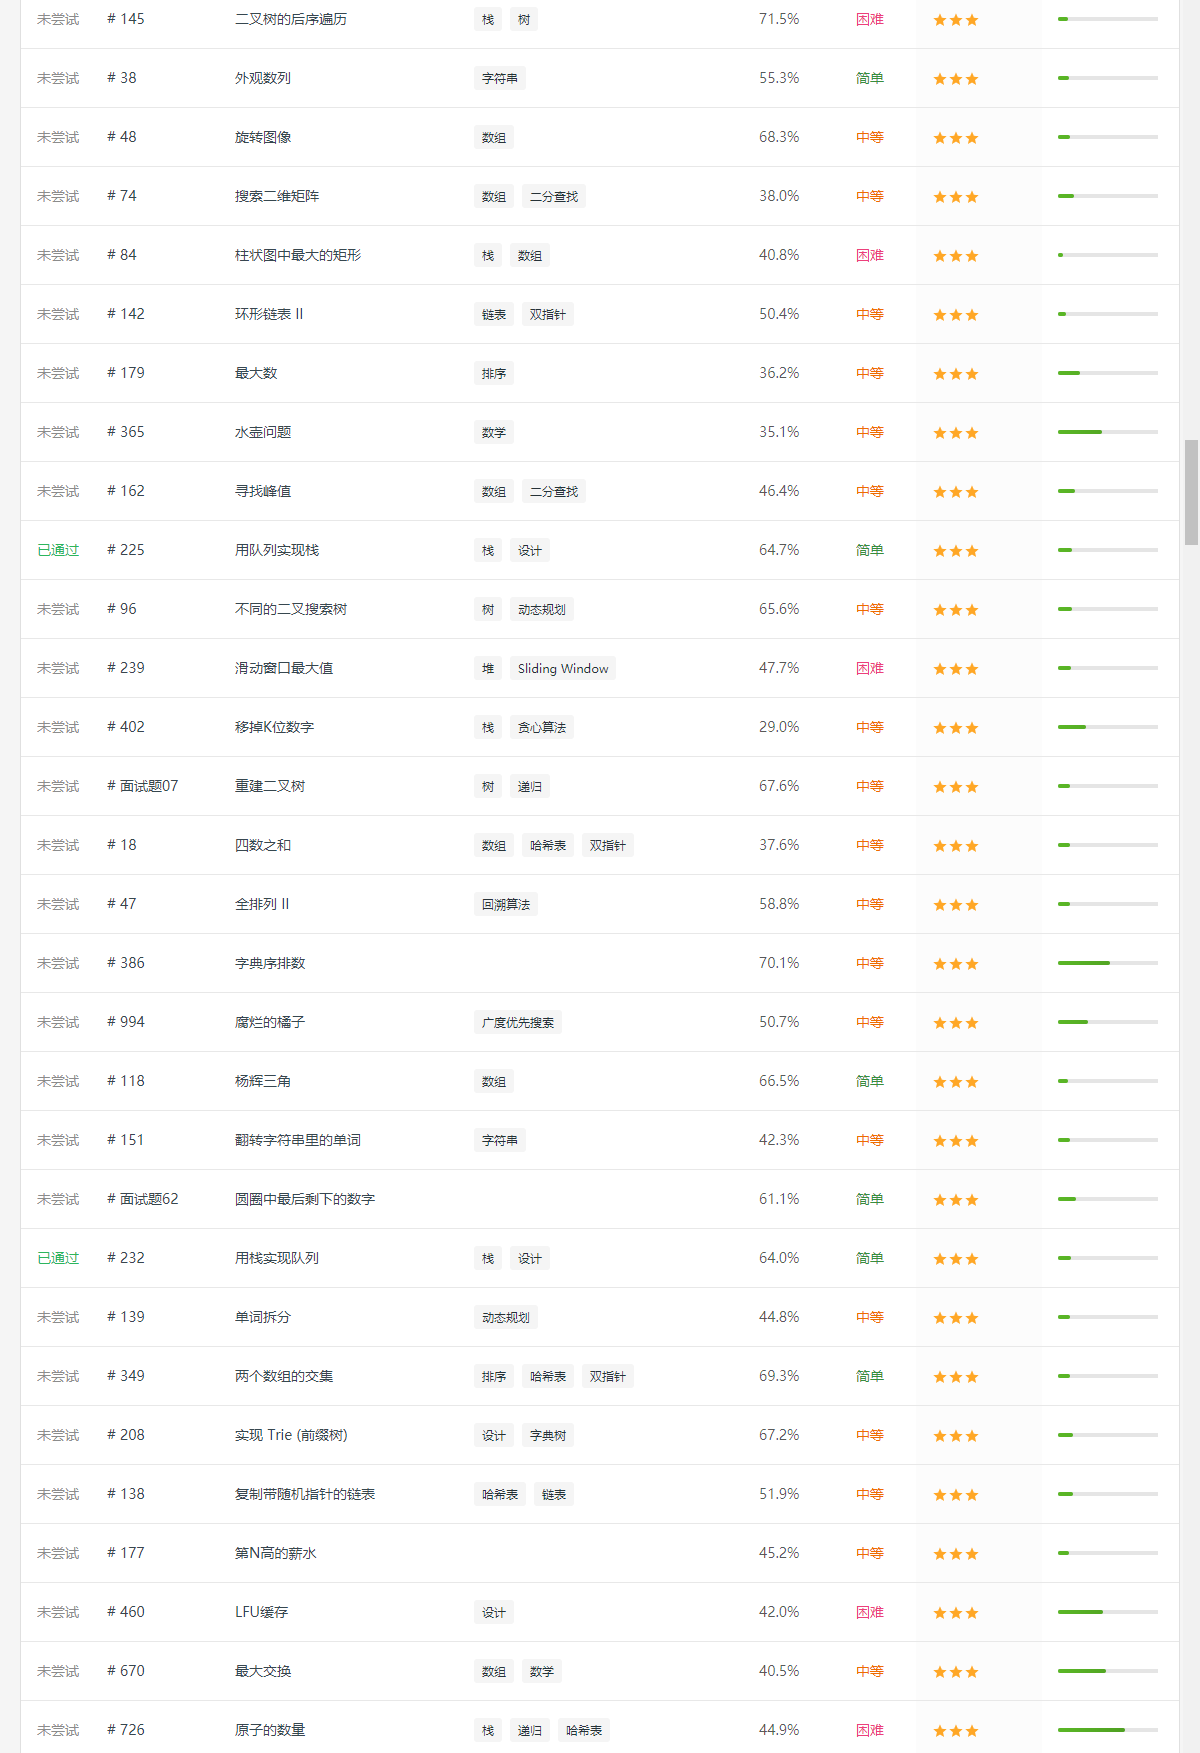 未尝试 # 145 二叉树的后序遍历 栈 树 71.5% 困难
未尝试 # 38 外观数列 字符串 55.3% 简单
未尝试 # 48 旋转图像 数组 68.3% 中等
未尝试 # 74 搜索二维矩阵 数组 二分查找 38.0% 中等
未尝试 # 84 柱状图中最大的矩形 栈 数组 40.8% 困难
未尝试 # 142 环形链表 II 链表 双指针 50.4% 中等
未尝试 # 179 最大数 排序 36.2% 中等
未尝试 # 365 水壶问题 数学 35.1% 中等
未尝试 # 162 寻找峰值 数组 二分查找 46.4% 中等
已通过 # 225 用队列实现栈 栈 设计 64.7% 简单
未尝试 # 96 不同的二叉搜索树 树 动态规划 65.6% 中等
未尝试 # 239 滑动窗口最大值 堆 Sliding Window 47.7% 困难
未尝试 # 402 移掉K位数字 栈 贪心算法 29.0% 中等
未尝试 # 面试题07 重建二叉树 树 递归 67.6% 中等
未尝试 # 18 四数之和 数组 哈希表 双指针 37.6% 中等
未尝试 # 47 全排列 II 回溯算法 58.8% 中等
未尝试 # 386 字典序排数 70.1% 中等
未尝试 # 994 腐烂的橘子 广度优先搜索 50.7% 中等
未尝试 # 118 杨辉三角 数组 66.5% 简单
未尝试 # 151 翻转字符串里的单词 字符串 42.3% 中等
未尝试 # 面试题62 圆圈中最后剩下的数字 61.1% 简单
已通过 # 232 用栈实现队列 栈 设计 64.0% 简单
未尝试 # 139 单词拆分 动态规划 44.8% 中等
未尝试 # 349 两个数组的交集 排序 哈希表 双指针 69.3% 简单
未尝试 # 208 实现 Trie (前缀树) 设计 字典树 67.2% 中等
未尝试 # 138 复制带随机指针的链表 哈希表 链表 51.9% 中等
未尝试 # 177 第N高的薪水 45.2% 中等
未尝试 # 460 LFU缓存 设计 42.0% 困难
未尝试 # 670 最大交换 数组 数学 40.5% 中等
未尝试 # 726 原子的数量 栈 递归 哈希表 44.9% 困难